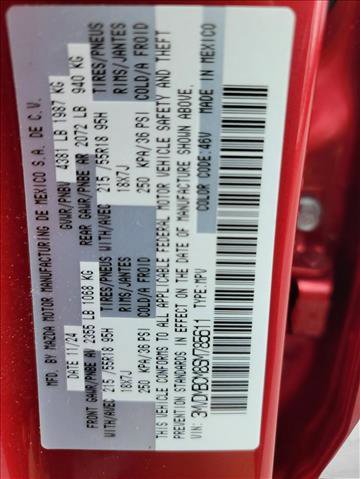 MFD. BY MAZDA MOTOR MANUFACTURING DE MEXICO S.A. DE C.V.
DATE 11/24 GVWR/PNBV 4381 LB 1987 KG
FRONT GAWR/PNBE AV 2355 LB 1068 KG REAR GAWR/PNBE AR 2072 LB 940 KG
WITH/AVEC 215 /55R18 95H TIRES/PNEUS WITH/AVEC 215 /55R18 95H TIRES/PNEUS
18X7J RIMS/JANTES 18X7J RIMS/JANTES
250 KPA/36 PSI COLD/A FROID 250 KPA/36 PSI COLD/A FROID
THIS VEHICLE CONFORMS TO ALL APPLICABLE FEDERAL MOTOR VEHICLE SAFETY AND THEFT
PREVENTION STANDARDS IN EFFECT ON THE DATE OF MANUFACTURE SHOWN ABOVE.
TYPE: MPV COLOR CODE: 46V MADE IN MEXICO